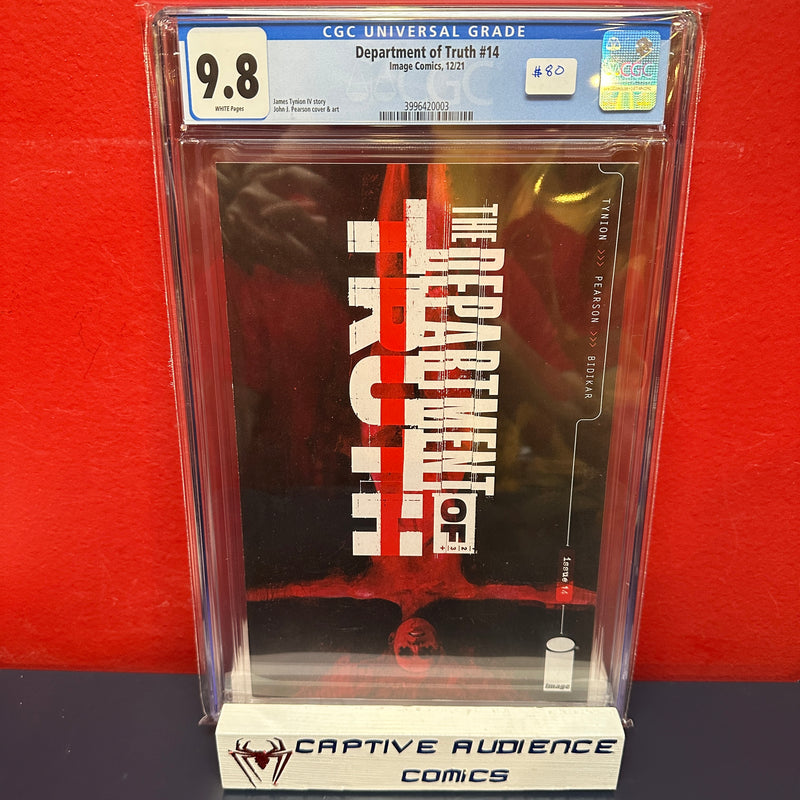 CGC UNIVERSAL GRADE
9.8
WHITE Pages
Department of Truth #14
Image Comics, 12/21
James Tynion IV story
John J. Pearson cover & art
3996420003
#80
CGC
TYNION >>> PEARSON >>> BIDIKAR
THE DEPARTMENT
OF
TRUTH
issue 14
image
CAPTIVE AUDIENCE
COMICS